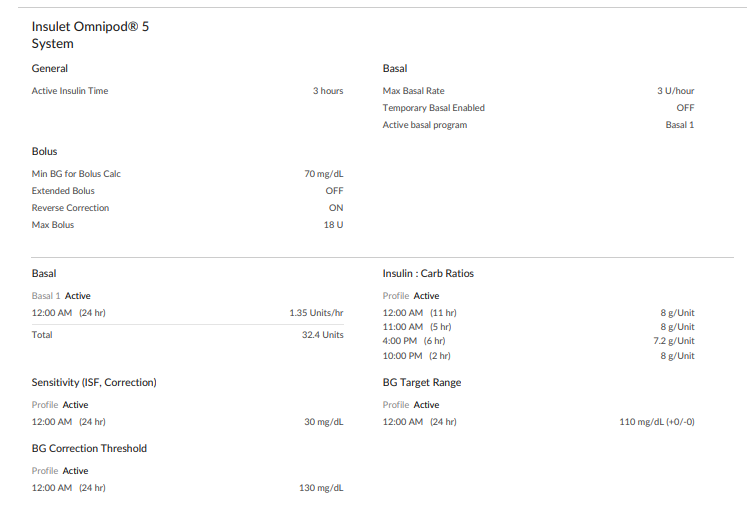 Insulet Omnipod® 5
System
General
Active Insulin Time 3 hours
Basal
Max Basal Rate 3 U/hour
Temporary Basal Enabled OFF
Active basal program Basal 1
Bolus
Min BG for Bolus Calc 70 mg/dL
Extended Bolus OFF
Reverse Correction ON
Max Bolus 18 U
Basal
Basal 1 Active
12:00 AM (24 hr) 1.35 Units/hr
Total 32.4 Units
Insulin : Carb Ratios
Profile Active
12:00 AM (11 hr) 8 g/Unit
11:00 AM (5 hr) 8 g/Unit
4:00 PM (6 hr) 7.2 g/Unit
10:00 PM (2 hr) 8 g/Unit
Sensitivity (ISF, Correction)
Profile Active
12:00 AM (24 hr) 30 mg/dL
BG Target Range
Profile Active
12:00 AM (24 hr) 110 mg/dL (+0/-0)
BG Correction Threshold
Profile Active
12:00 AM (24 hr) 130 mg/dL